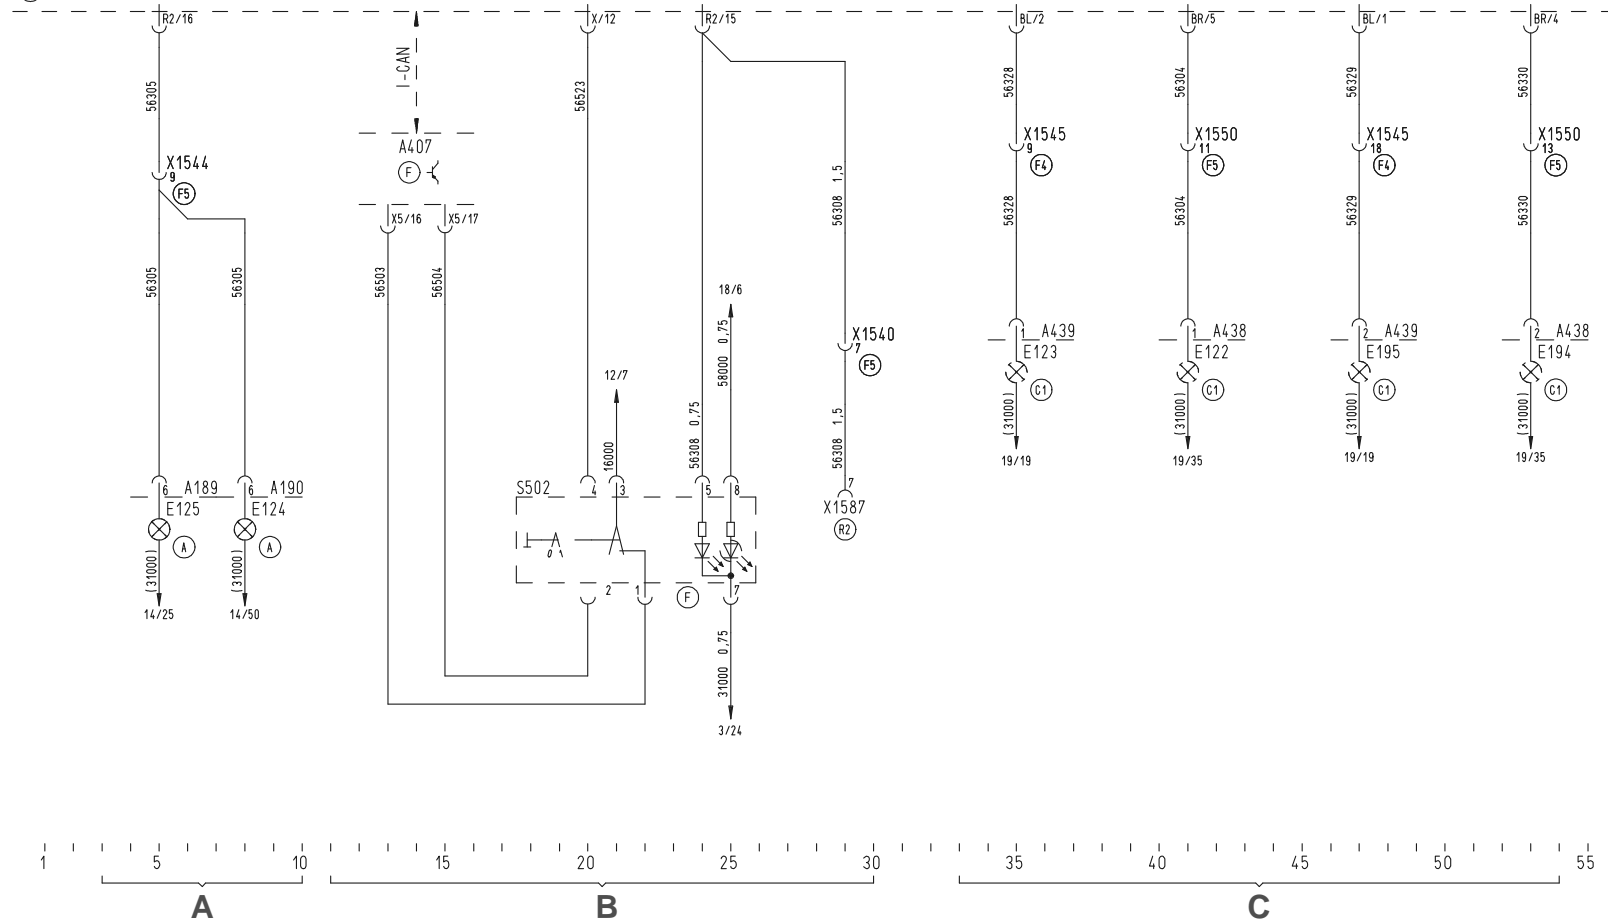 R2/16
X/12
R2/15
BL/2
BR/5
BL/1
BR/4
I-CAN
56305
56523
56328
56304
56329
56330
A407
F
X1544
9
F5
X1545
9
F4
X1550
11
F5
X1545
18
F4
X1550
13
F5
56308 1,5
X5/16
X5/17
56328
56304
56329
56330
56305
56305
56503
56504
18/6
58000 0,75
X1540
7
F5
1 A439
E123
C1
1 A438
E122
C1
2 A439
E195
C1
2 A438
E194
C1
12/7
16000
56308 0,75
56308 1,5
(31000)
(31000)
(31000)
(31000)
19/19
19/35
19/19
19/35
6 A189
E125
A
6 A190
E124
A
S502
4
3
5
8
7
X1587
R2
0 1
(31000)
(31000)
14/25
14/50
2
1
F
7
31000 0,75
3/24
1 5 10 15 20 25 30 35 40 45 50 55
A B C